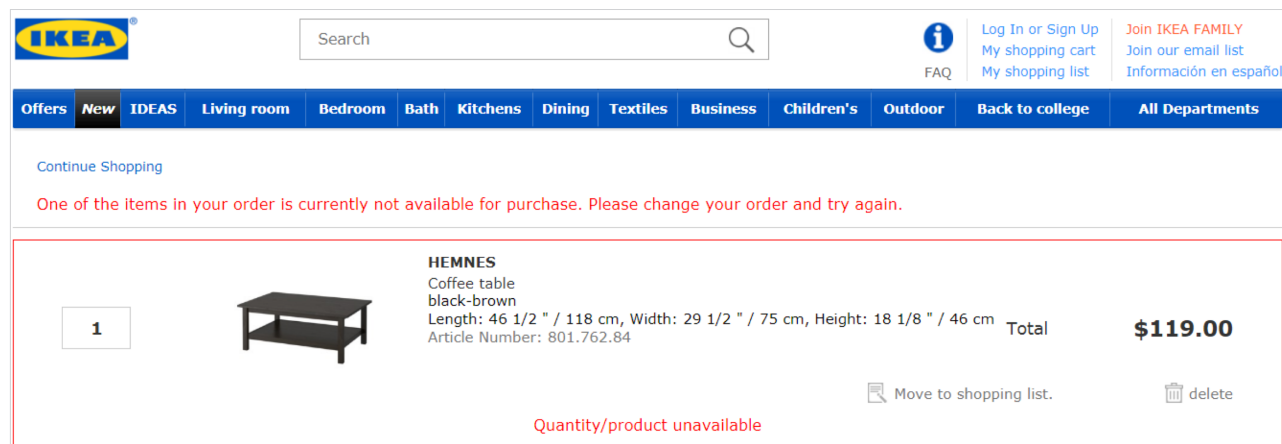 IKEA®
Search
FAQ
Log In or Sign Up
My shopping cart
My shopping list
Join IKEA FAMILY
Join our email list
Información en español
Offers New IDEAS Living room Bedroom Bath Kitchens Dining Textiles Business Children's Outdoor Back to college All Departments
Continue Shopping
One of the items in your order is currently not available for purchase. Please change your order and try again.
HEMNES
Coffee table
black-brown
Length: 46 1/2 " / 118 cm, Width: 29 1/2 " / 75 cm, Height: 18 1/8 " / 46 cm
Article Number: 801.762.84
1
Total $119.00
Move to shopping list. delete
Quantity/product unavailable